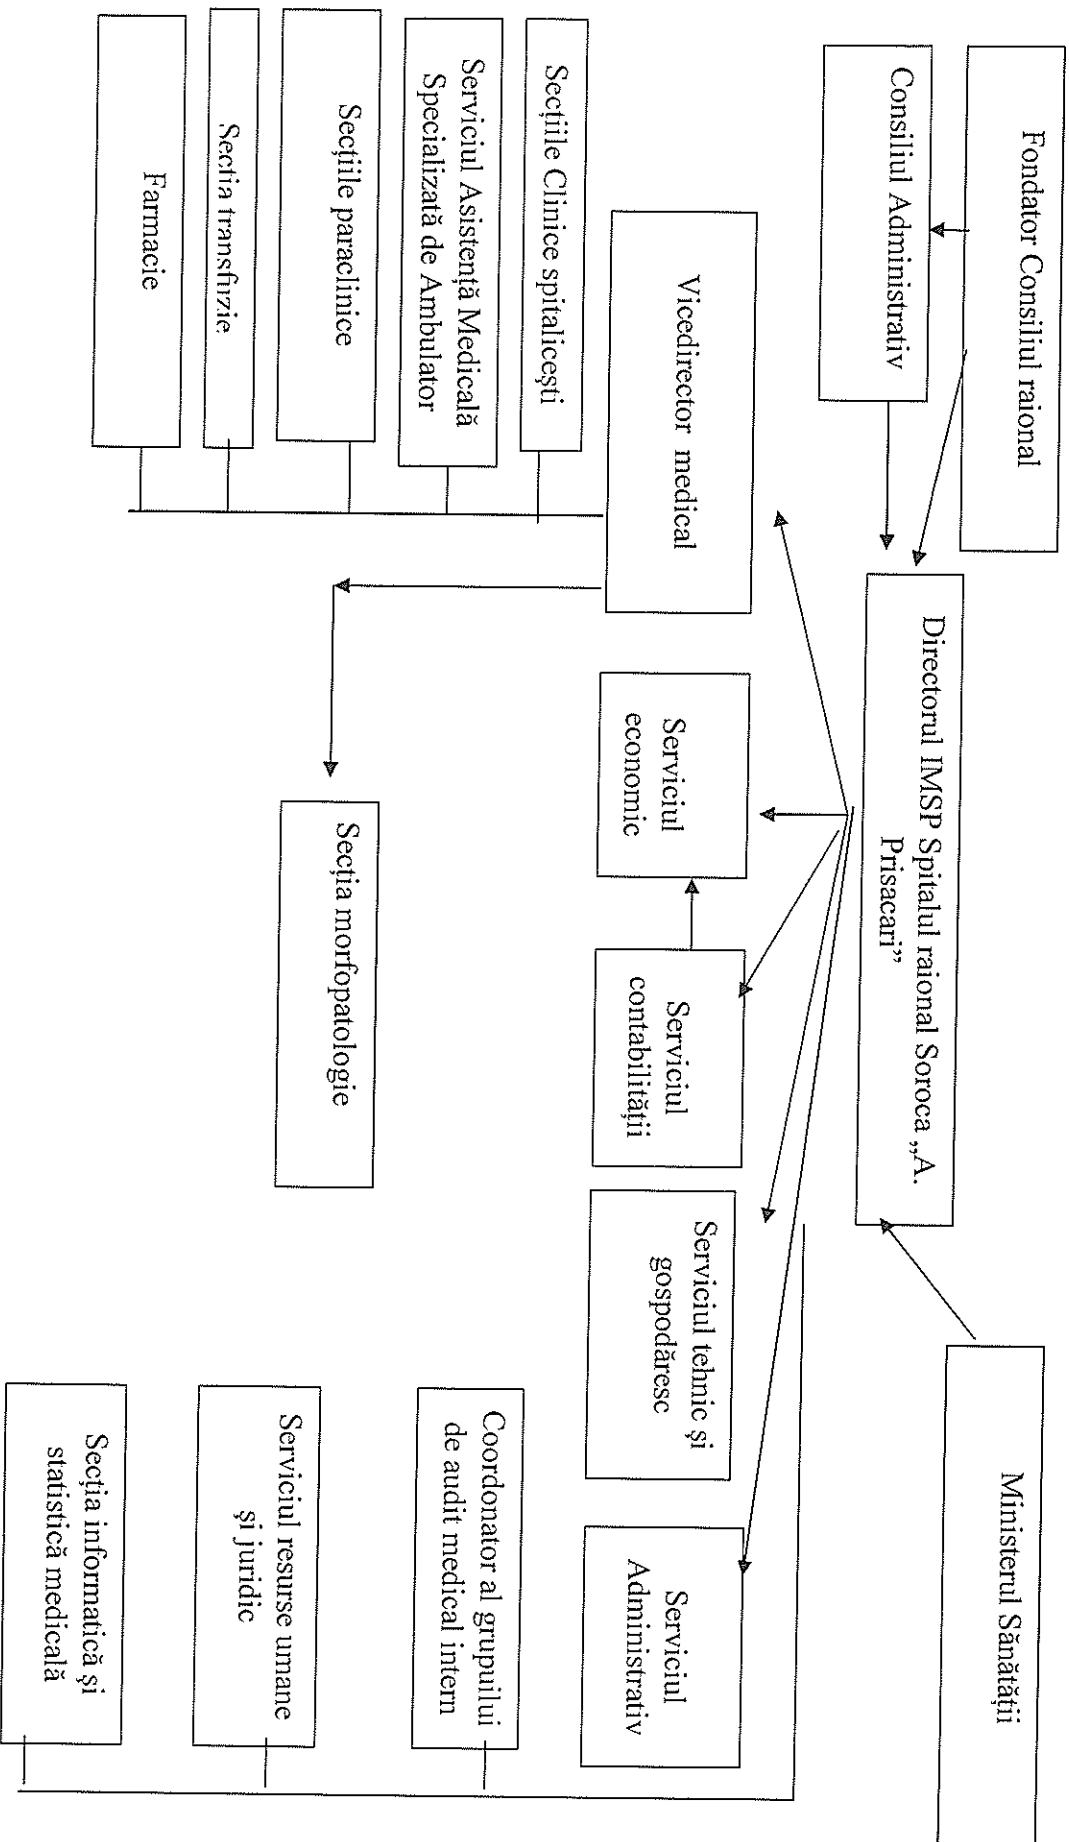 Fondator Consiliul raional
Ministerul Sănătății
Consiliul Administrativ
Directorul IMSP Spitalul raional Soroca „A.
Prisacari”
Vicedirector medical
Serviciul
economic
Serviciul
contabilității
Serviciul tehnic și
gospodăresc
Serviciul
Administrativ
Secțiile Clinice spitalicești
Serviciul Asistență Medicală
Specializată de Ambulator
Secțiile paraclinice
Secția transfuzie
Farmacie
Secția morfopatologie
Coordonator al grupuilui
de audit medical intern
Serviciul resurse umane
și juridic
Secția informatică și
statistică medicală